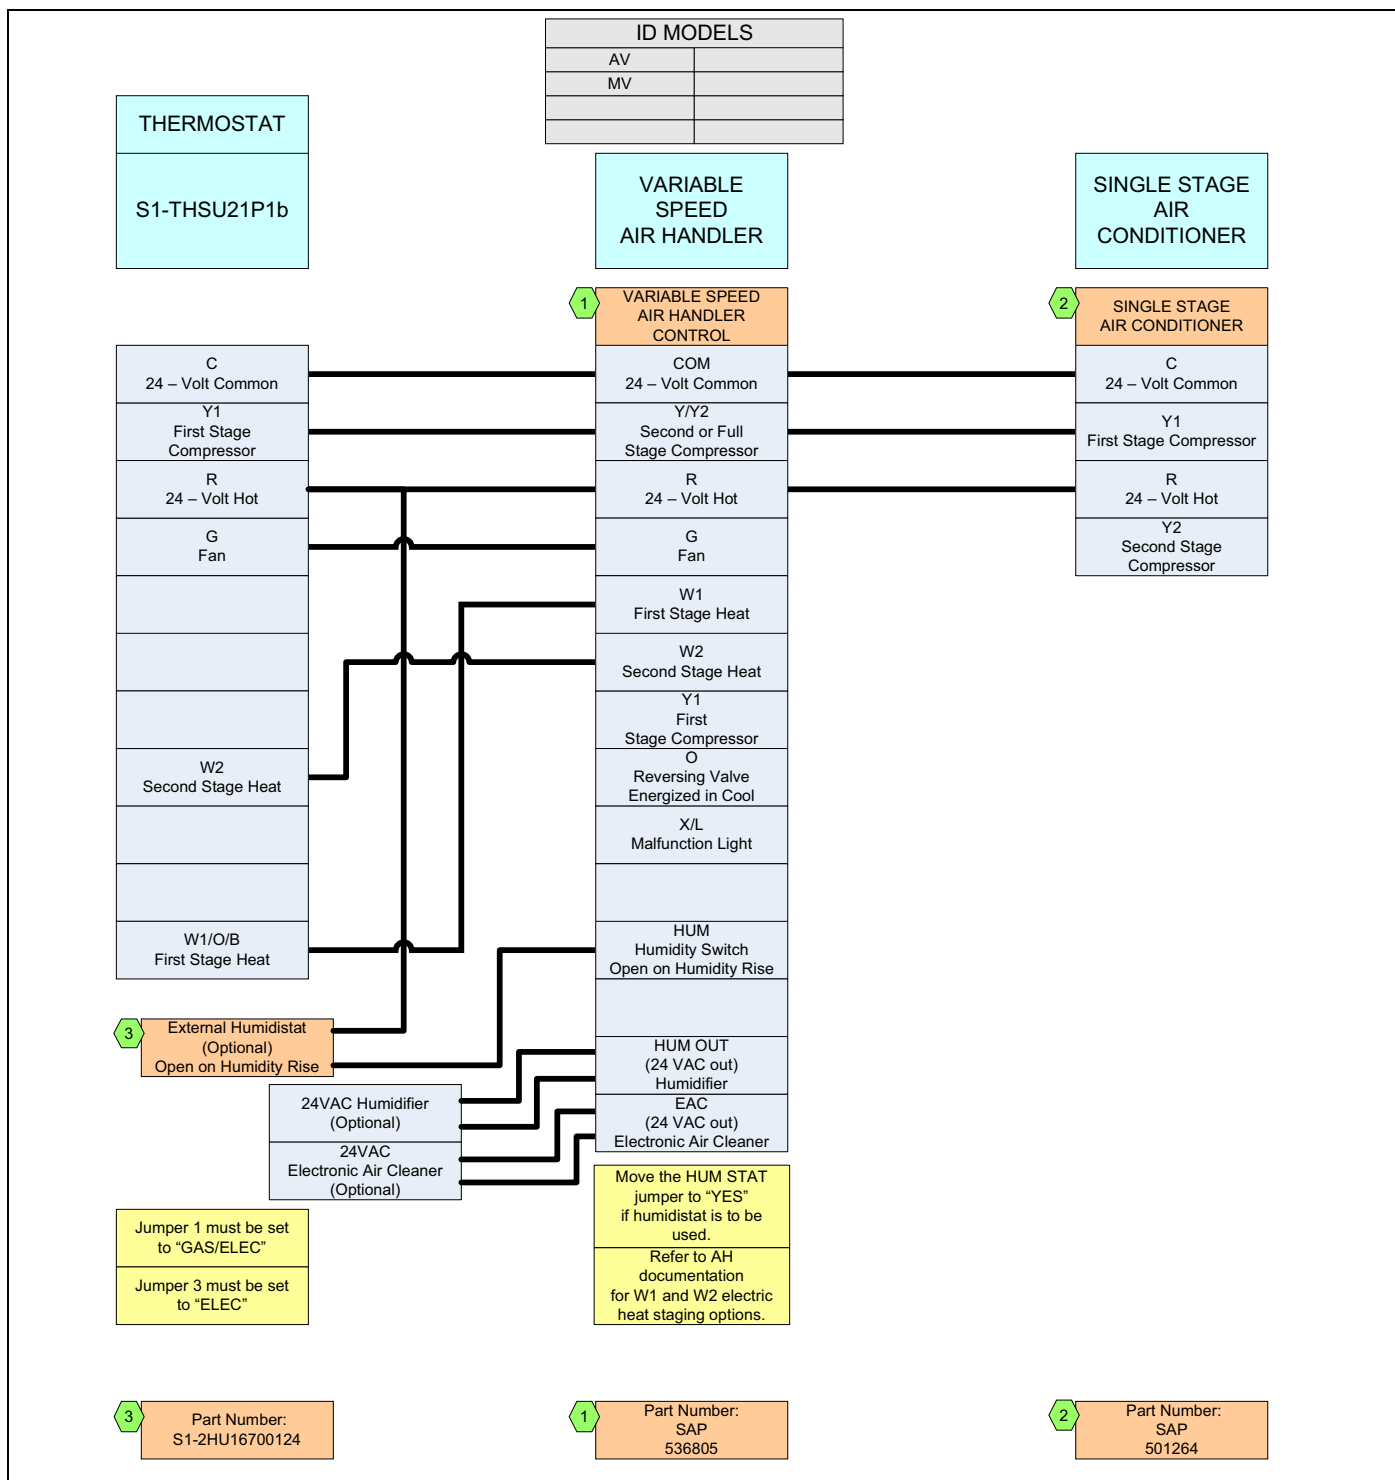 ID MODELS
AV
MV
THERMOSTAT
S1-THSU21P1b
VARIABLE
SPEED
AIR HANDLER
SINGLE STAGE
AIR
CONDITIONER
1
VARIABLE SPEED
AIR HANDLER
CONTROL
2
SINGLE STAGE
AIR CONDITIONER
C
24 – Volt Common
Y1
First Stage
Compressor
R
24 – Volt Hot
G
Fan
W2
Second Stage Heat
W1/O/B
First Stage Heat
COM
24 – Volt Common
Y/Y2
Second or Full
Stage Compressor
R
24 – Volt Hot
G
Fan
W1
First Stage Heat
W2
Second Stage Heat
Y1
First
Stage Compressor
O
Reversing Valve
Energized in Cool
X/L
Malfunction Light
HUM
Humidity Switch
Open on Humidity Rise
HUM OUT
(24 VAC out)
Humidifier
EAC
(24 VAC out)
Electronic Air Cleaner
C
24 – Volt Common
Y1
First Stage Compressor
R
24 – Volt Hot
Y2
Second Stage
Compressor
3
External Humidistat
(Optional)
Open on Humidity Rise
24VAC Humidifier
(Optional)
24VAC
Electronic Air Cleaner
(Optional)
Move the HUM STAT
jumper to “YES”
if humidistat is to be
used.
Refer to AH
documentation
for W1 and W2 electric
heat staging options.
Jumper 1 must be set
to “GAS/ELEC”
Jumper 3 must be set
to “ELEC”
3
Part Number:
S1-2HU16700124
1
Part Number:
SAP
536805
2
Part Number:
SAP
501264